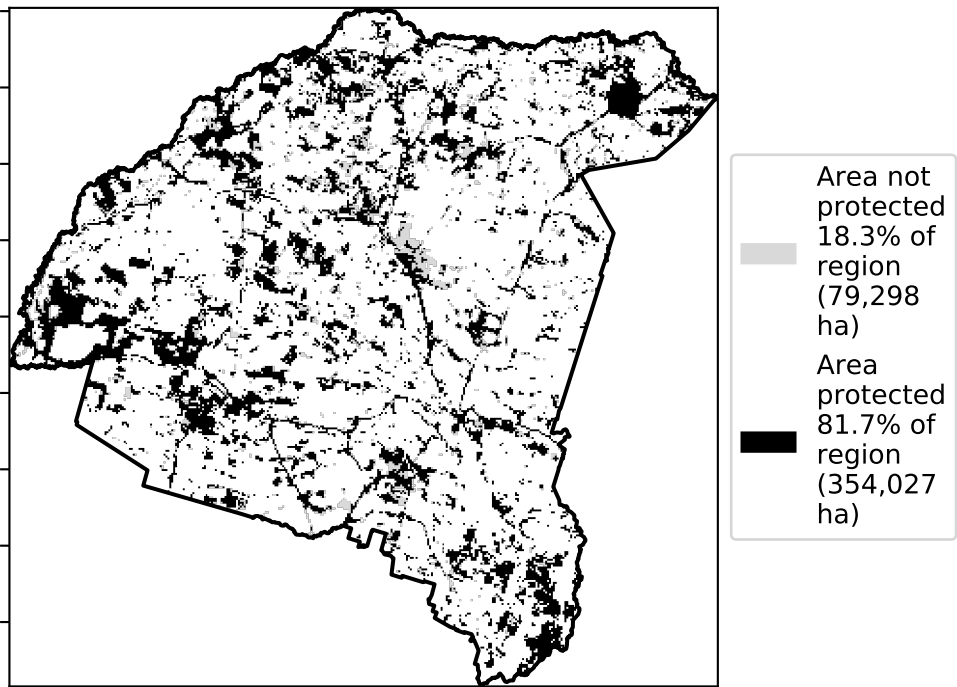 Area not
protected
18.3% of
region
(79,298
ha)
Area
protected
81.7% of
region
(354,027
ha)